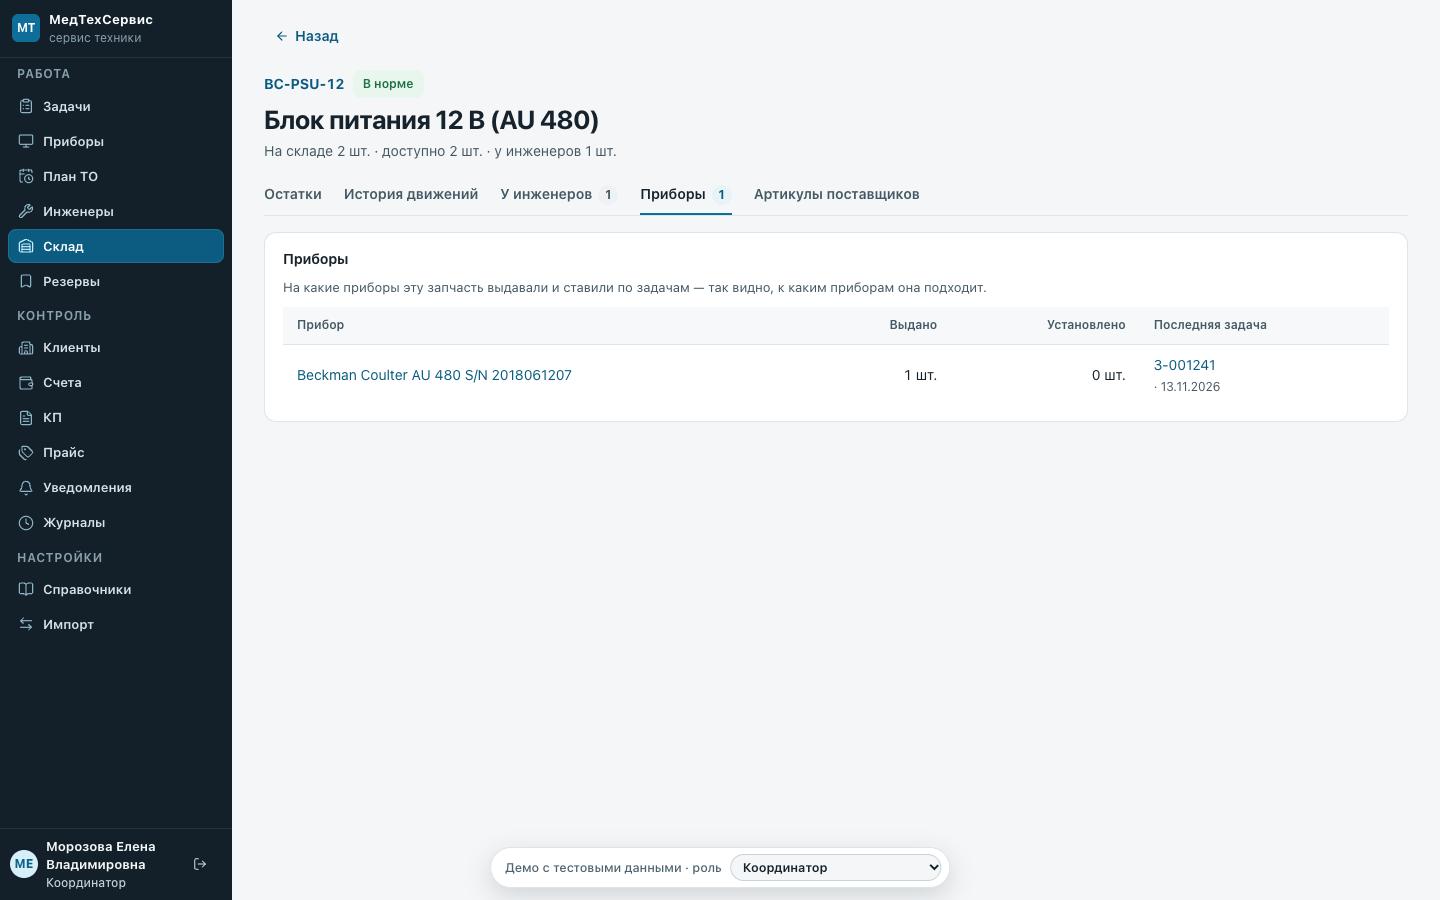 МТ
МедТехСервис
сервис техники
РАБОТА
Задачи
Приборы
План ТО
Инженеры
Склад
Резервы
КОНТРОЛЬ
Клиенты
Счета
КП
Прайс
Уведомления
Журналы
НАСТРОЙКИ
Справочники
Импорт
МЕ
Морозова Елена
Владимировна
Координатор
Назад
BC-PSU-12 В норме
Блок питания 12 В (AU 480)
На складе 2 шт. · доступно 2 шт. · у инженеров 1 шт.
Остатки История движений У инженеров 1 Приборы 1 Артикулы поставщиков
Приборы
На какие приборы эту запчасть выдавали и ставили по задачам — так видно, к каким приборам она подходит.
Прибор Выдано Установлено Последняя задача
Beckman Coulter AU 480 S/N 2018061207 1 шт. 0 шт. З-001241
· 13.11.2026
Демо с тестовыми данными · роль Координатор